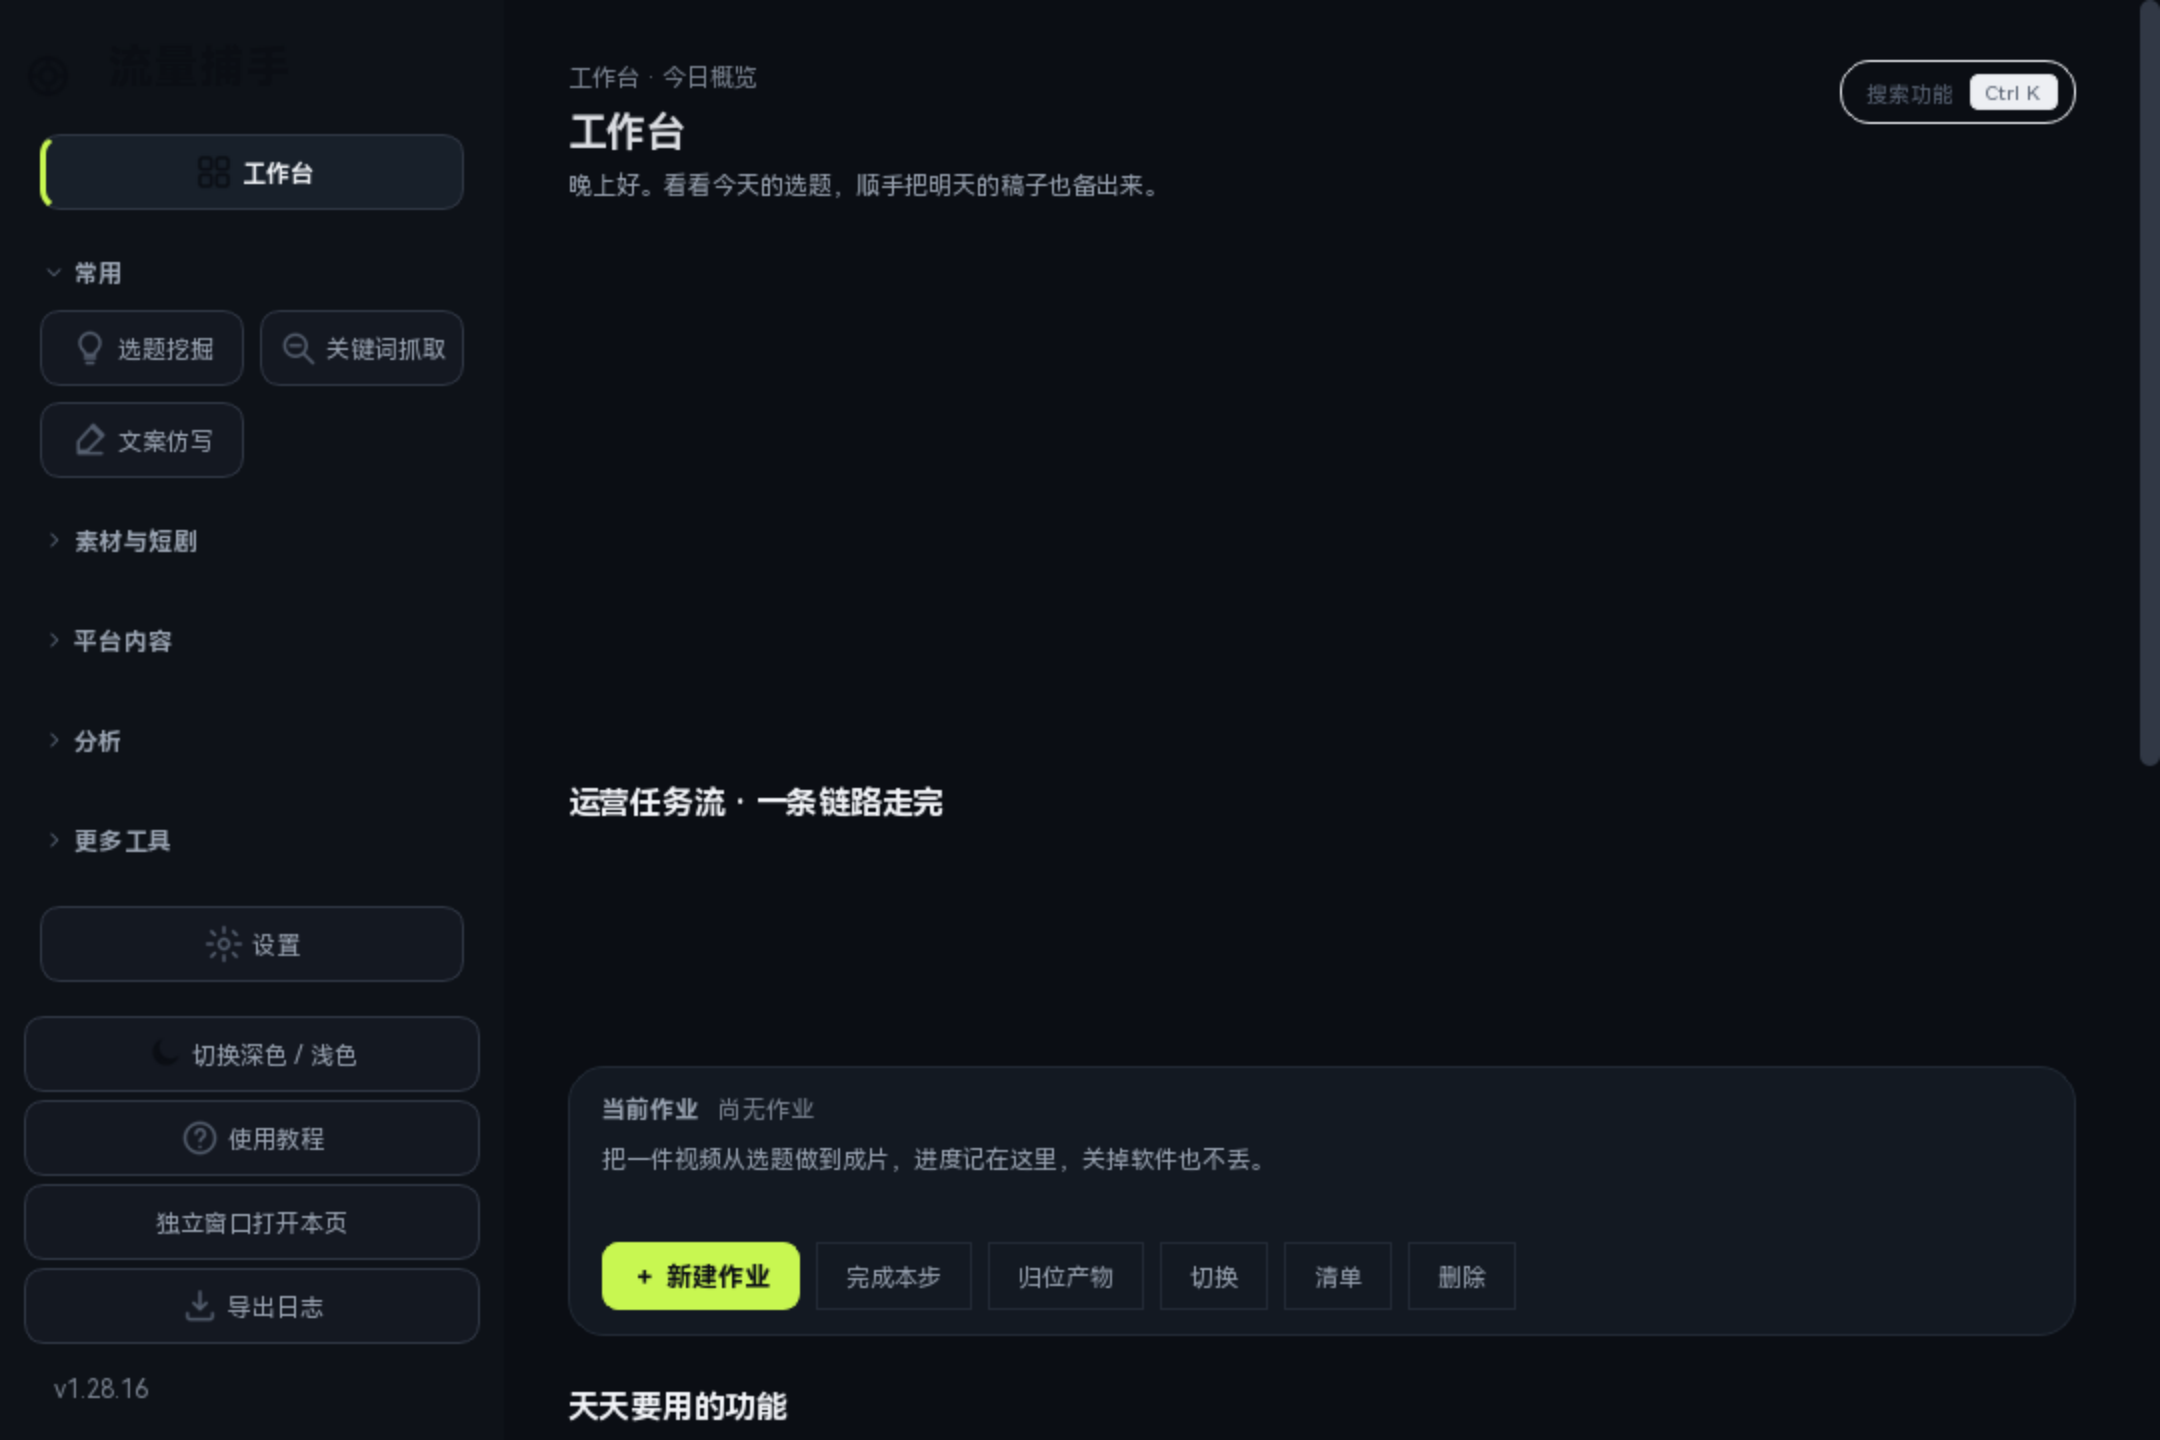 流量捕手
工作台
常用
选题挖掘
关键词抓取
文案仿写
素材与短剧
平台内容
分析
更多工具
设置
切换深色 / 浅色
使用教程
独立窗口打开本页
导出日志
v1.28.16
工作台 · 今日概览
工作台
晚上好。看看今天的选题，顺手把明天的稿子也备出来。
搜索功能 Ctrl K
运营任务流 · 一条链路走完
当前作业 尚无作业
把一件视频从选题做到成片，进度记在这里，关掉软件也不丢。
+ 新建作业
完成本步
归位产物
切换
清单
删除
天天要用的功能